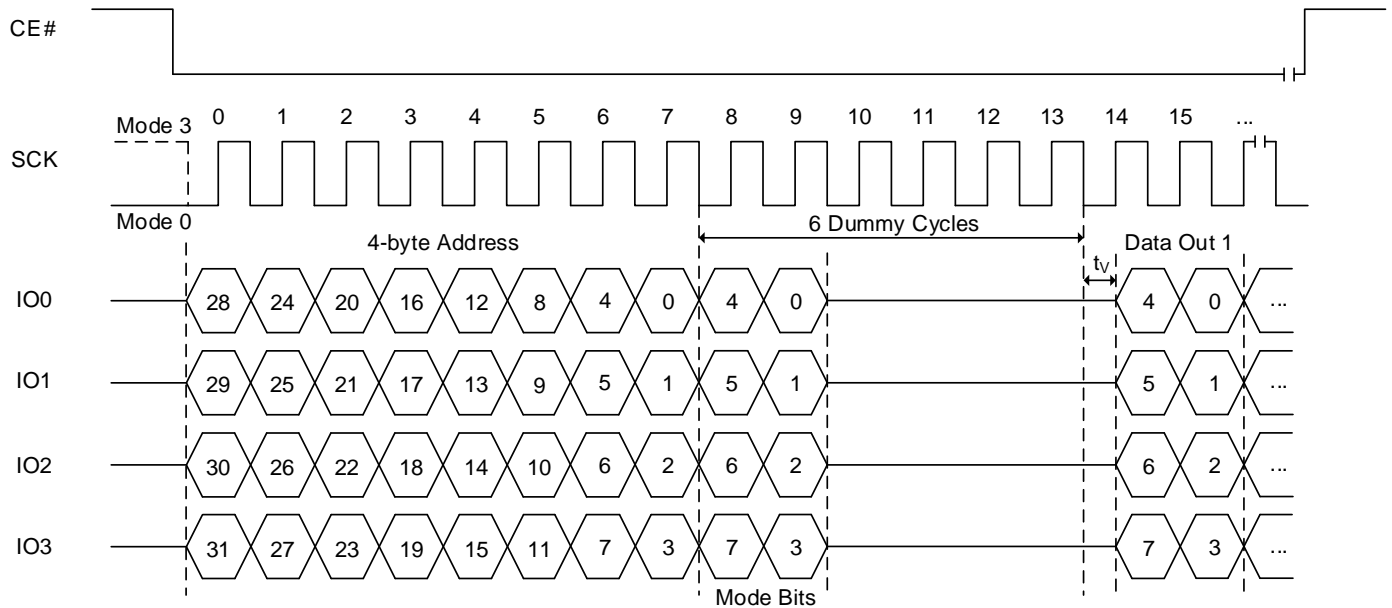 CE#
0 1 2 3 4 5 6 7 8 9 10 11 12 13 14 15 ...
Mode 3
SCK
Mode 0
6 Dummy Cycles
4-byte Address
Data Out 1
tV
IO0 28 24 20 16 12 8 4 0 4 0 4 0 ...
IO1 29 25 21 17 13 9 5 1 5 1 5 1 ...
IO2 30 26 22 18 14 10 6 2 6 2 6 2 ...
IO3 31 27 23 19 15 11 7 3 7 3 7 3 ...
Mode Bits